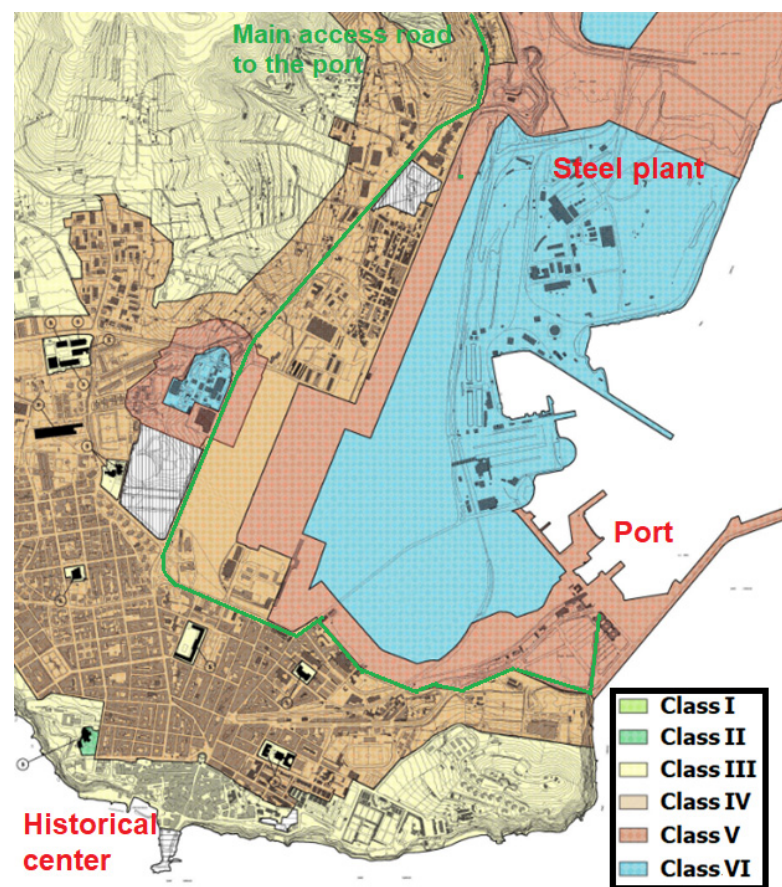 Main access road
to the port
Steel plant
Port
Historical
center
Class I
Class II
Class III
Class IV
Class V
Class VI